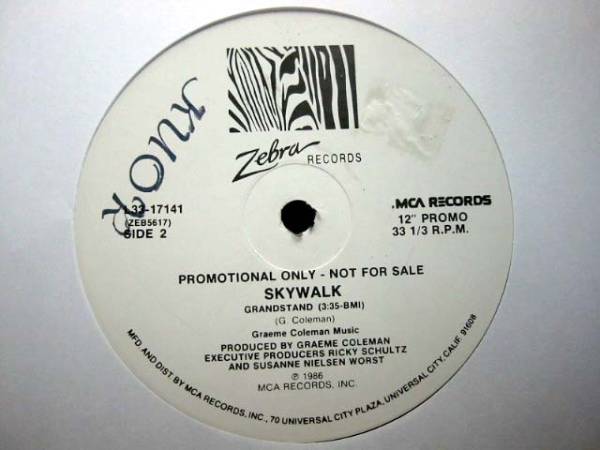 KUOR
Zebra RECORDS
L33-17141
(ZEB5617)
SIDE 2
MCA RECORDS
12" PROMO
33 1/3 R.P.M.
PROMOTIONAL ONLY - NOT FOR SALE
SKYWALK
GRANDSTAND (3:35-BMI)
(G. Coleman)
Graeme Coleman Music
PRODUCED BY GRAEME COLEMAN
EXECUTIVE PRODUCERS RICKY SCHULTZ
AND SUSANNE NIELSEN WORST
℗ 1986
MCA RECORDS, INC.
MFD. AND DIST. BY MCA RECORDS, INC., 70 UNIVERSAL CITY PLAZA, UNIVERSAL CITY, CALIF. 91608